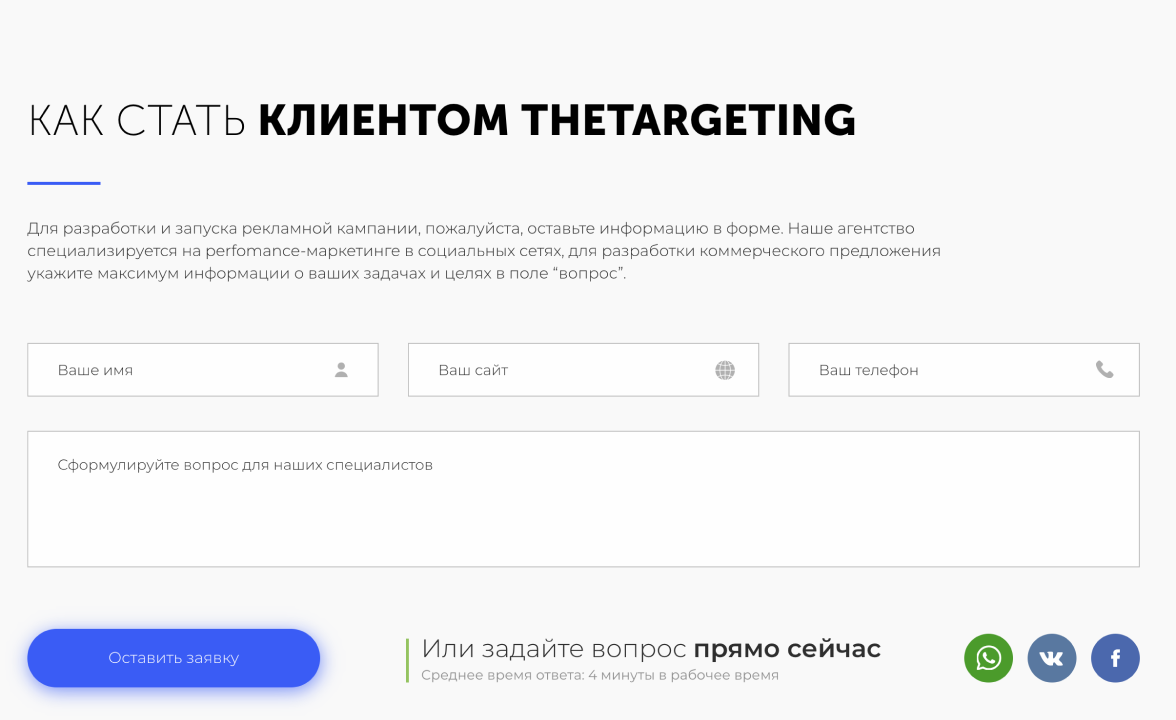 КАК СТАТЬ КЛИЕНТОМ THETARGETING
Для разработки и запуска рекламной кампании, пожалуйста, оставьте информацию в форме. Наше агентство
специализируется на perfomance-маркетинге в социальных сетях, для разработки коммерческого предложения
укажите максимум информации о ваших задачах и целях в поле “вопрос”.
Ваше имя
Ваш сайт
Ваш телефон
Сформулируйте вопрос для наших специалистов
Оставить заявку
Или задайте вопрос прямо сейчас
Среднее время ответа: 4 минуты в рабочее время